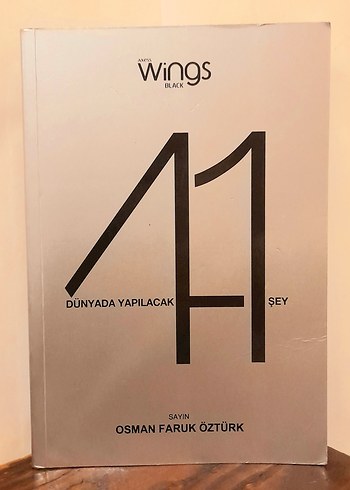 AXESS
Wings
BLACK
41
DÜNYADA YAPILACAK ŞEY
SAYIN
OSMAN FARUK ÖZTÜRK